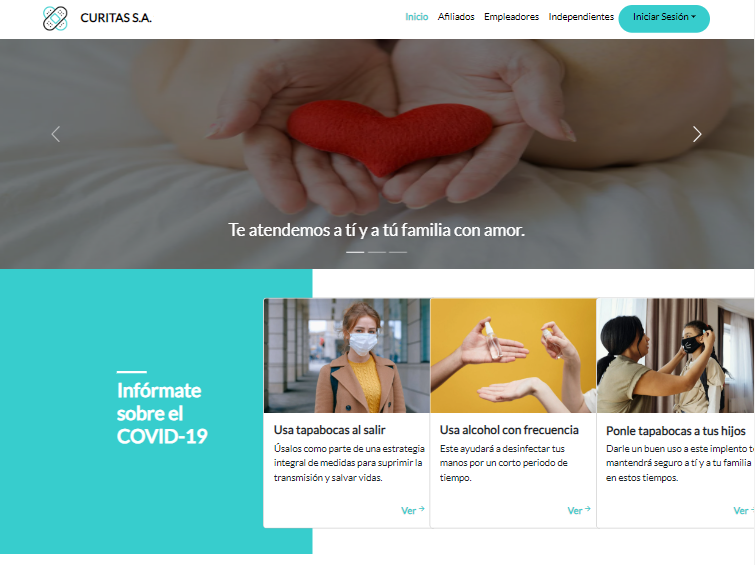 CURITAS S.A.
Inicio Afiliados Empleadores Independientes Iniciar Sesión
Te atendemos a tí y a tú familia con amor.
Infórmate
sobre el
COVID-19
Usa tapabocas al salir
Úsalos como parte de una estrategia
integral de medidas para suprimir la
transmisión y salvar vidas.
Ver
Usa alcohol con frecuencia
Este ayudará a desinfectar tus
manos por un corto periodo de
tiempo.
Ver
Ponle tapabocas a tus hijos
Darle un buen uso a este implento
mantendrá seguro a tí y a tu familia
en estos tiempos.
Ver